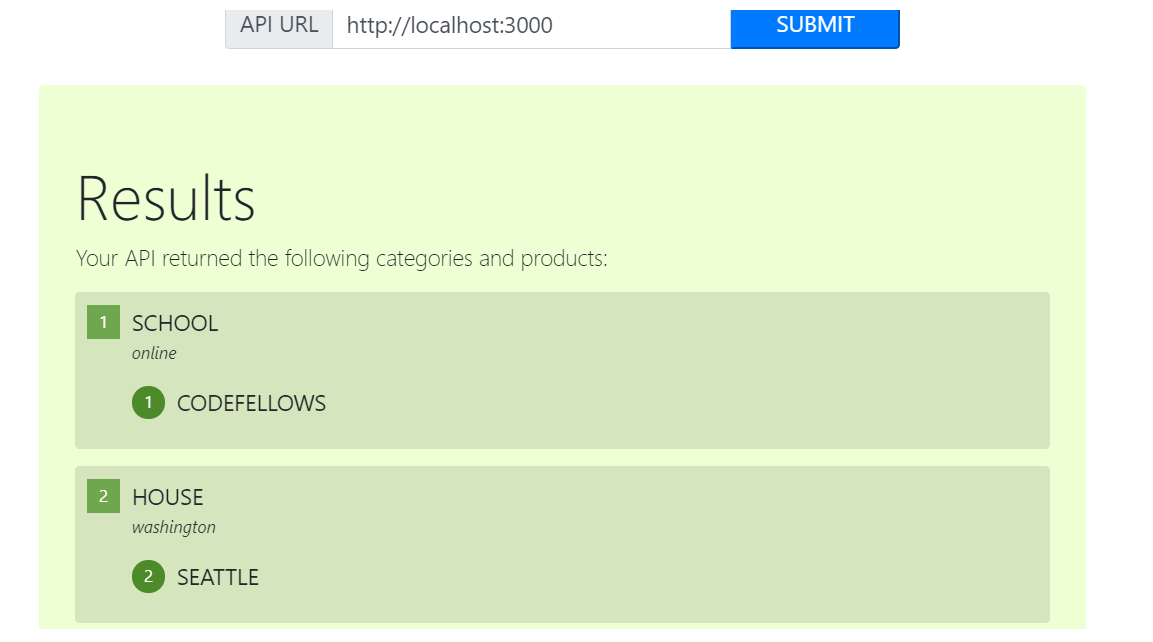 API URL http://localhost:3000 SUBMIT
Results
Your API returned the following categories and products:
1 SCHOOL
online
1 CODEFELLOWS
2 HOUSE
washington
2 SEATTLE